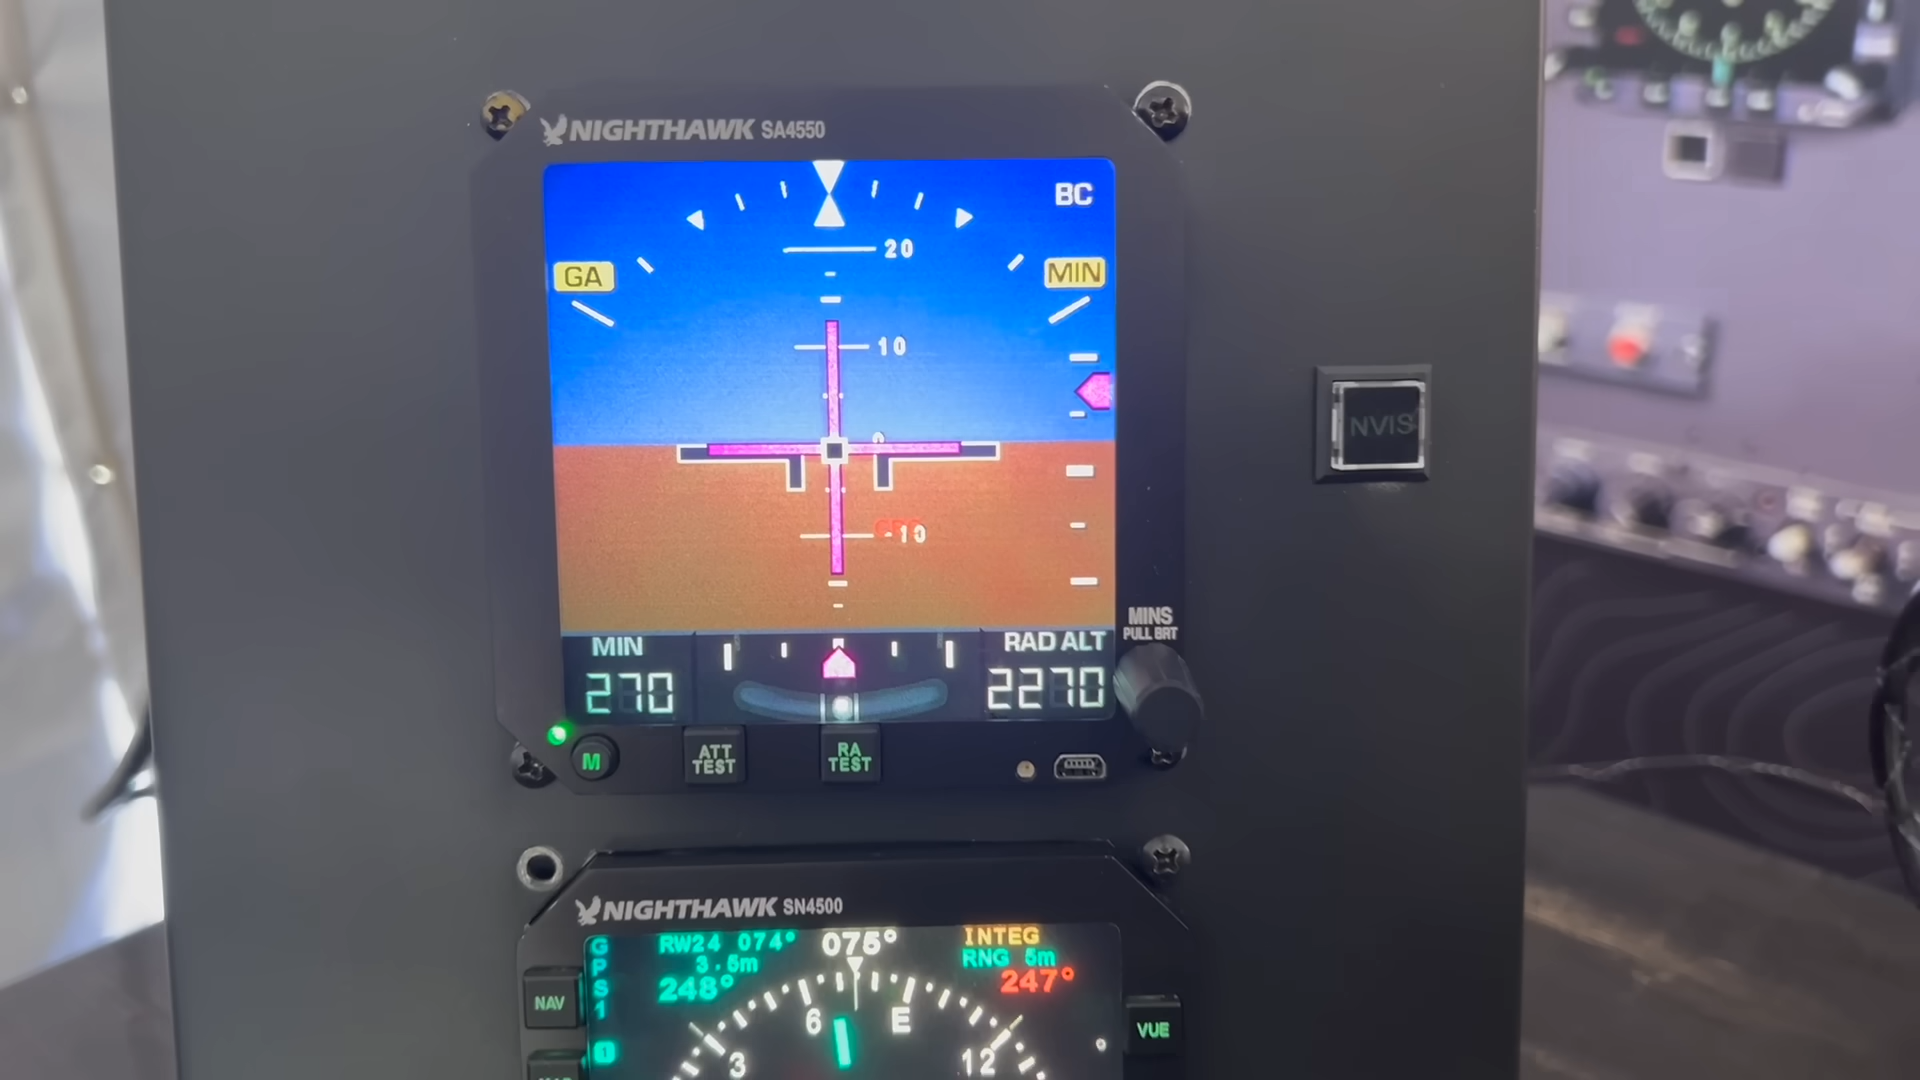 NIGHTHAWK SA4550
BC
20
GA
MIN
10
0
-10
MINS
PULL BRT
MIN
270
RAD ALT
2270
M
ATT
TEST
RA
TEST
NVIS
NIGHTHAWK SN4500
GPS1
RW24 074°
3.5m
248°
075°
INTEG
RNG 5m
247°
NAV
VUE
3
6
E
12